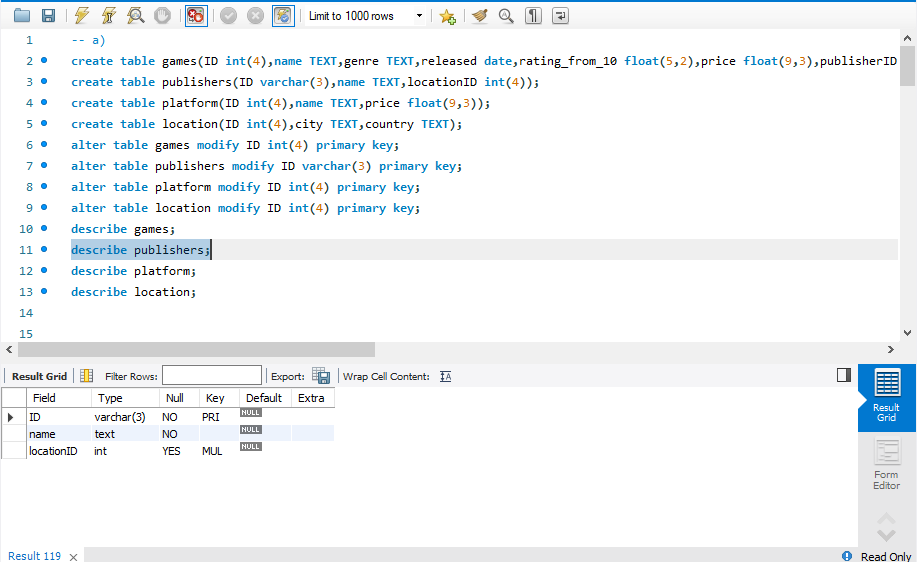 Limit to 1000 rows
1 -- a)
2 create table games(ID int(4),name TEXT,genre TEXT,released date,rating_from_10 float(5,2),price float(9,3),publisherID
3 create table publishers(ID varchar(3),name TEXT,locationID int(4));
4 create table platform(ID int(4),name TEXT,price float(9,3));
5 create table location(ID int(4),city TEXT,country TEXT);
6 alter table games modify ID int(4) primary key;
7 alter table publishers modify ID varchar(3) primary key;
8 alter table platform modify ID int(4) primary key;
9 alter table location modify ID int(4) primary key;
10 describe games;
11 describe publishers;
12 describe platform;
13 describe location;
14
15
Result Grid Filter Rows: Export: Wrap Cell Content: IA
Field Type Null Key Default Extra
ID varchar(3) NO PRI NULL
name text NO NULL
locationID int YES MUL NULL
Result
Grid
Form
Editor
Result 119 Read Only